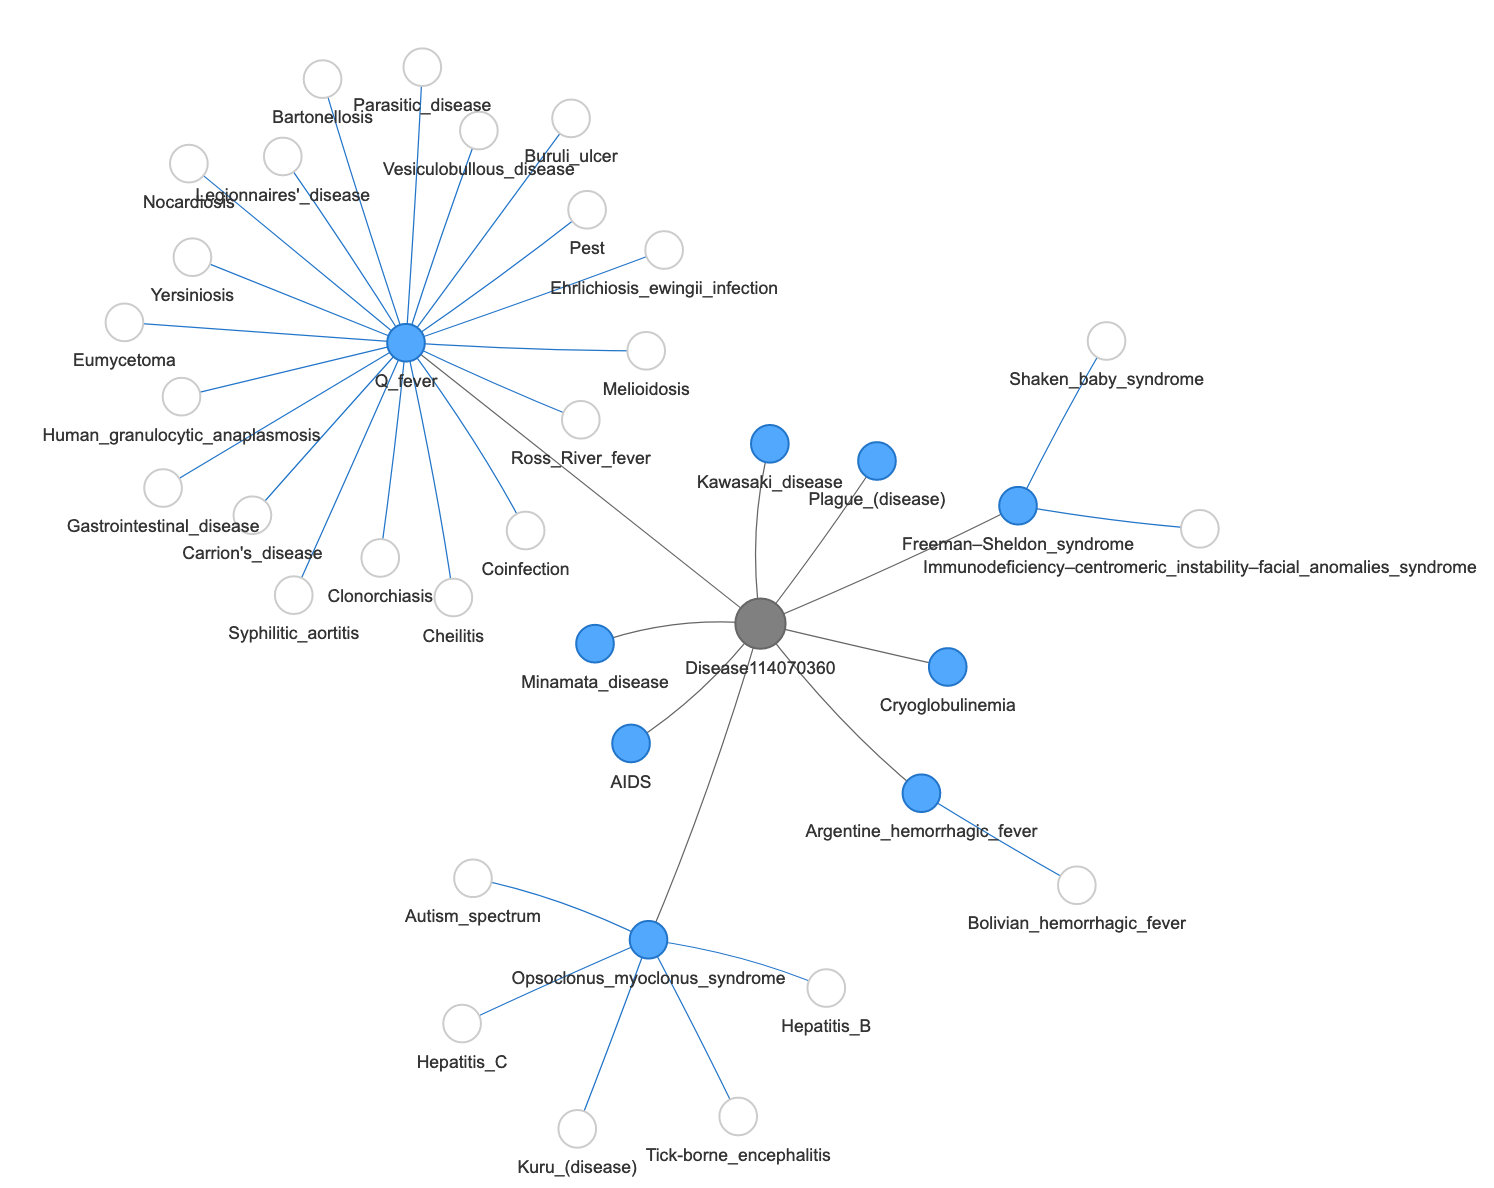 Parasitic_disease
Bartonellosis
Buruli_ulcer
Vesiculobullous_disease
Legionnaires'_disease
Nocardiosis
Pest
Ehrlichiosis_ewingii_infection
Yersiniosis
Eumycetoma
Q_fever
Melioidosis
Shaken_baby_syndrome
Human_granulocytic_anaplasmosis
Ross_River_fever
Kawasaki_disease
Plague_(disease)
Gastrointestinal_disease
Carrion's_disease
Freeman–Sheldon_syndrome
Coinfection
Immunodeficiency–centromeric_instability–facial_anomalies_syndrome
Clonorchiasis
Syphilitic_aortitis
Cheilitis
Disease114070360
Minamata_disease
Cryoglobulinemia
AIDS
Argentine_hemorrhagic_fever
Autism_spectrum
Bolivian_hemorrhagic_fever
Opsoclonus_myoclonus_syndrome
Hepatitis_B
Hepatitis_C
Tick-borne_encephalitis
Kuru_(disease)